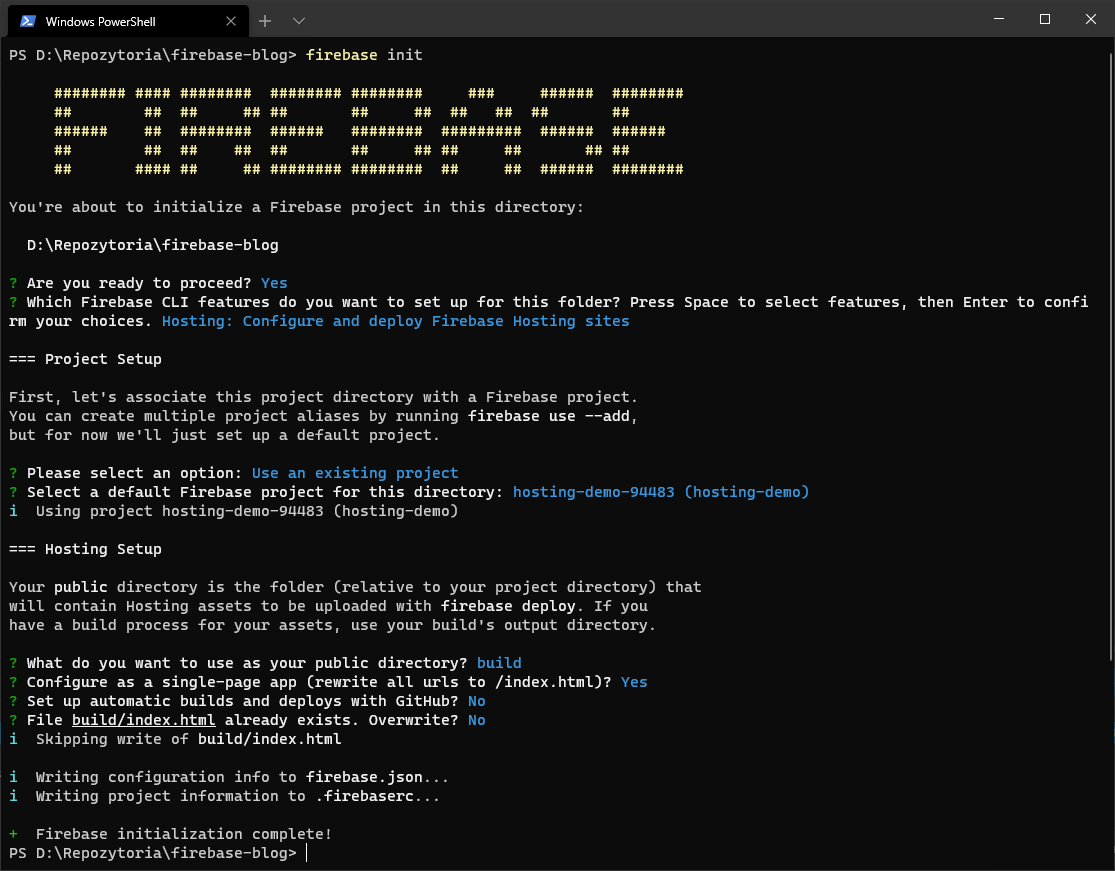 Windows PowerShell
PS D:\Repozytoria\firebase-blog> firebase init
     ######## #### ########  ######## ########     ###     ######  ########
     ##        ##  ##     ## ##       ##     ##  ##   ##  ##       ##
     ######    ##  ########  ######   ########  #########  ######  ######
     ##        ##  ##    ##  ##       ##     ## ##     ##       ## ##
     ##       #### ##     ## ######## ########  ##     ##  ######  ########
You're about to initialize a Firebase project in this directory:
  D:\Repozytoria\firebase-blog
? Are you ready to proceed? Yes
? Which Firebase CLI features do you want to set up for this folder? Press Space to select features, then Enter to confi
rm your choices. Hosting: Configure and deploy Firebase Hosting sites
=== Project Setup
First, let's associate this project directory with a Firebase project.
You can create multiple project aliases by running firebase use --add,
but for now we'll just set up a default project.
? Please select an option: Use an existing project
? Select a default Firebase project for this directory: hosting-demo-94483 (hosting-demo)
i  Using project hosting-demo-94483 (hosting-demo)
=== Hosting Setup
Your public directory is the folder (relative to your project directory) that
will contain Hosting assets to be uploaded with firebase deploy. If you
have a build process for your assets, use your build's output directory.
? What do you want to use as your public directory? build
? Configure as a single-page app (rewrite all urls to /index.html)? Yes
? Set up automatic builds and deploys with GitHub? No
? File build/index.html already exists. Overwrite? No
i  Skipping write of build/index.html
i  Writing configuration info to firebase.json...
i  Writing project information to .firebaserc...
+  Firebase initialization complete!
PS D:\Repozytoria\firebase-blog>